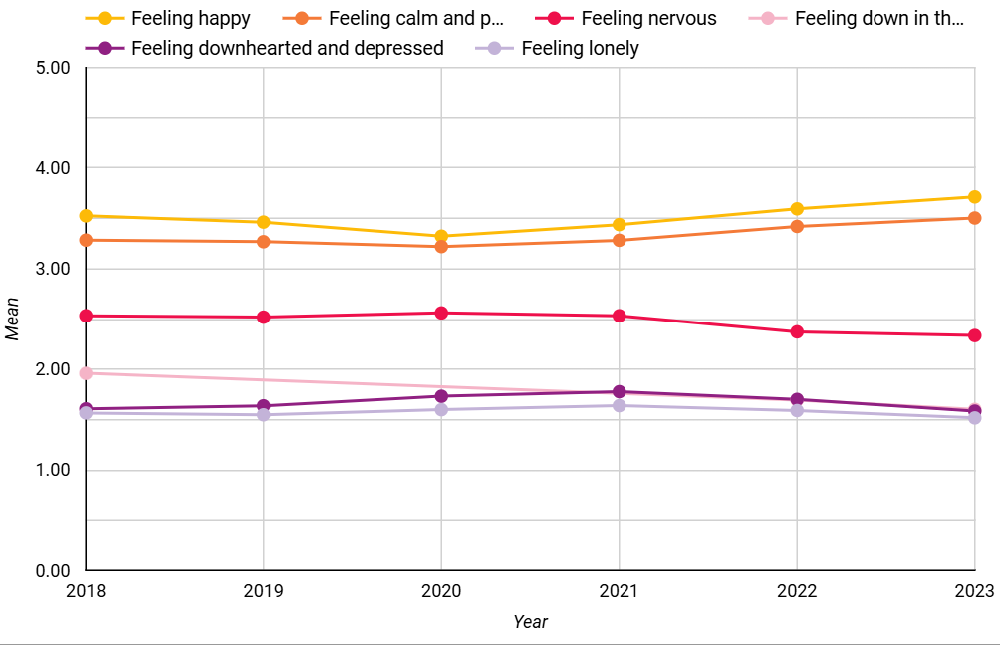 Feeling happy Feeling calm and p... Feeling nervous Feeling down in th...
Feeling downhearted and depressed Feeling lonely
5.00
4.00
3.00
2.00
1.00
0.00
Mean
2018 2019 2020 2021 2022 2023
Year